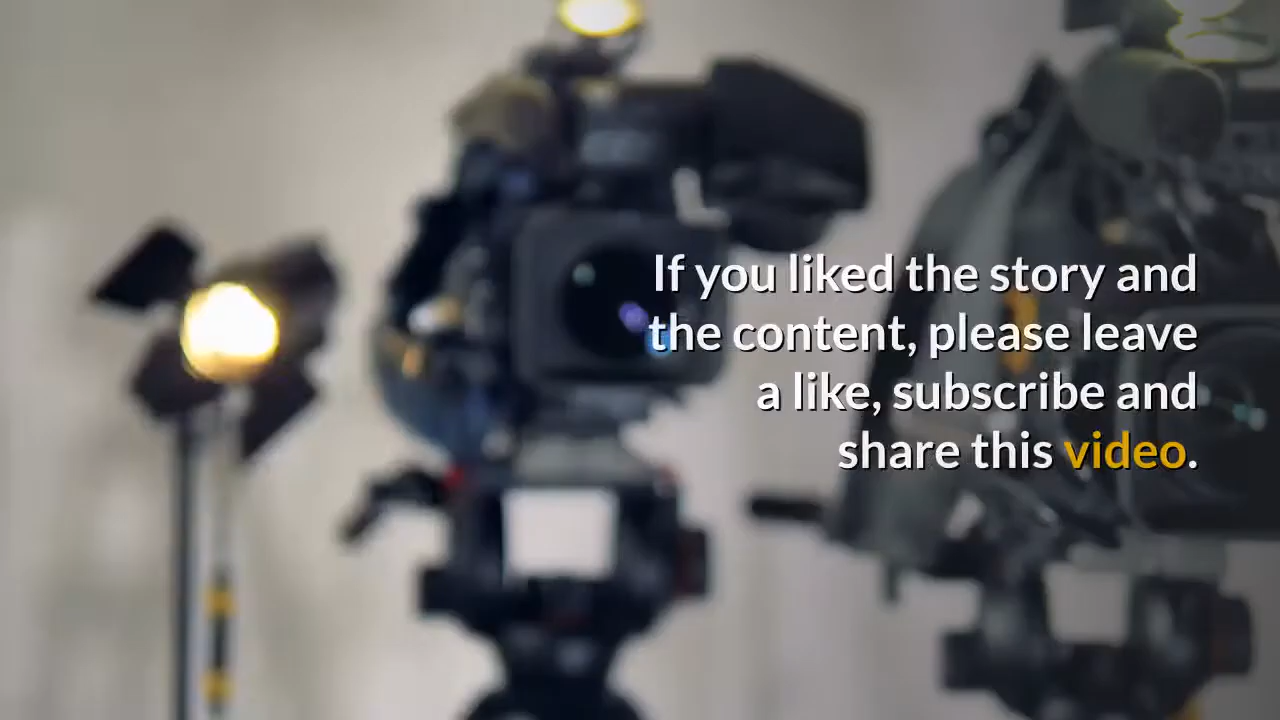 If you liked the story and
the content, please leave
a like, subscribe and
share this video.